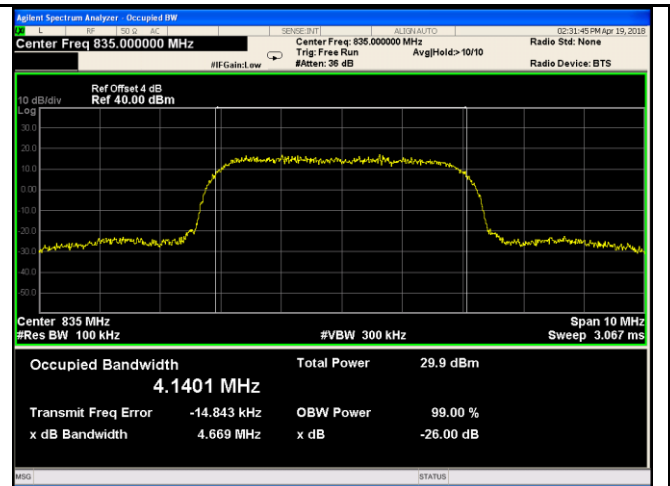 Agilent Spectrum Analyzer - Occupied BW
L RF 50 Ω AC SENSE:INT ALIGN AUTO 02:31:45 PM Apr 19, 2018
Center Freq 835.000000 MHz Center Freq: 835.000000 MHz Radio Std: None
Trig: Free Run Avg|Hold:> 10/10
#IFGain:Low #Atten: 36 dB Radio Device: BTS
Ref Offset 4 dB
10 dB/div Ref 40.00 dBm
Log
30.0
20.0
10.0
0.00
-10.0
-20.0
-30.0
-40.0
-50.0
Center 835 MHz Span 10 MHz
#Res BW 100 kHz #VBW 300 kHz Sweep 3.067 ms
Occupied Bandwidth Total Power 29.9 dBm
4.1401 MHz
Transmit Freq Error -14.843 kHz OBW Power 99.00 %
x dB Bandwidth 4.669 MHz x dB -26.00 dB
MSG STATUS